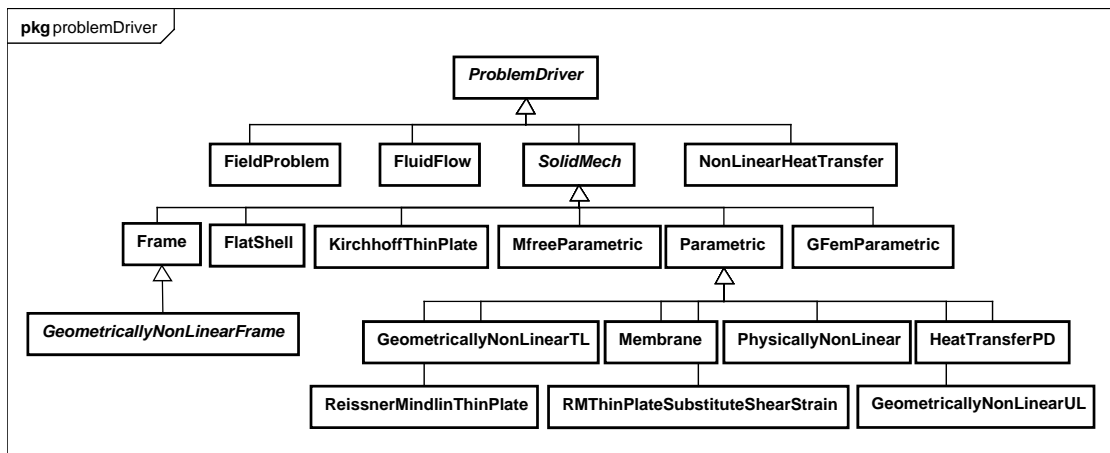 pkg problemDriver
ProblemDriver
FieldProblem FluidFlow SolidMech NonLinearHeatTransfer
Frame FlatShell KirchhoffThinPlate MfreeParametric Parametric GFemParametric
GeometricallyNonLinearFrame GeometricallyNonLinearTL Membrane PhysicallyNonLinear HeatTransferPD
ReissnerMindlinThinPlate RMThinPlateSubstituteShearStrain GeometricallyNonLinearUL